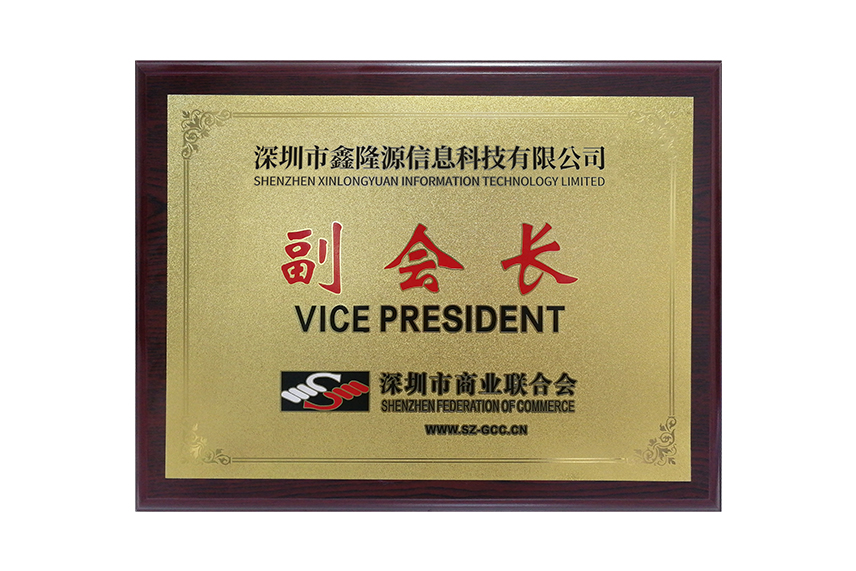 深圳市鑫隆源信息科技有限公司
SHENZHEN XINLONGYUAN INFORMATION TECHNOLOGY LIMITED
副会长
VICE PRESIDENT
深圳市商业联合会
SHENZHEN FEDERATION OF COMMERCE
WWW.SZ-GCC.CN